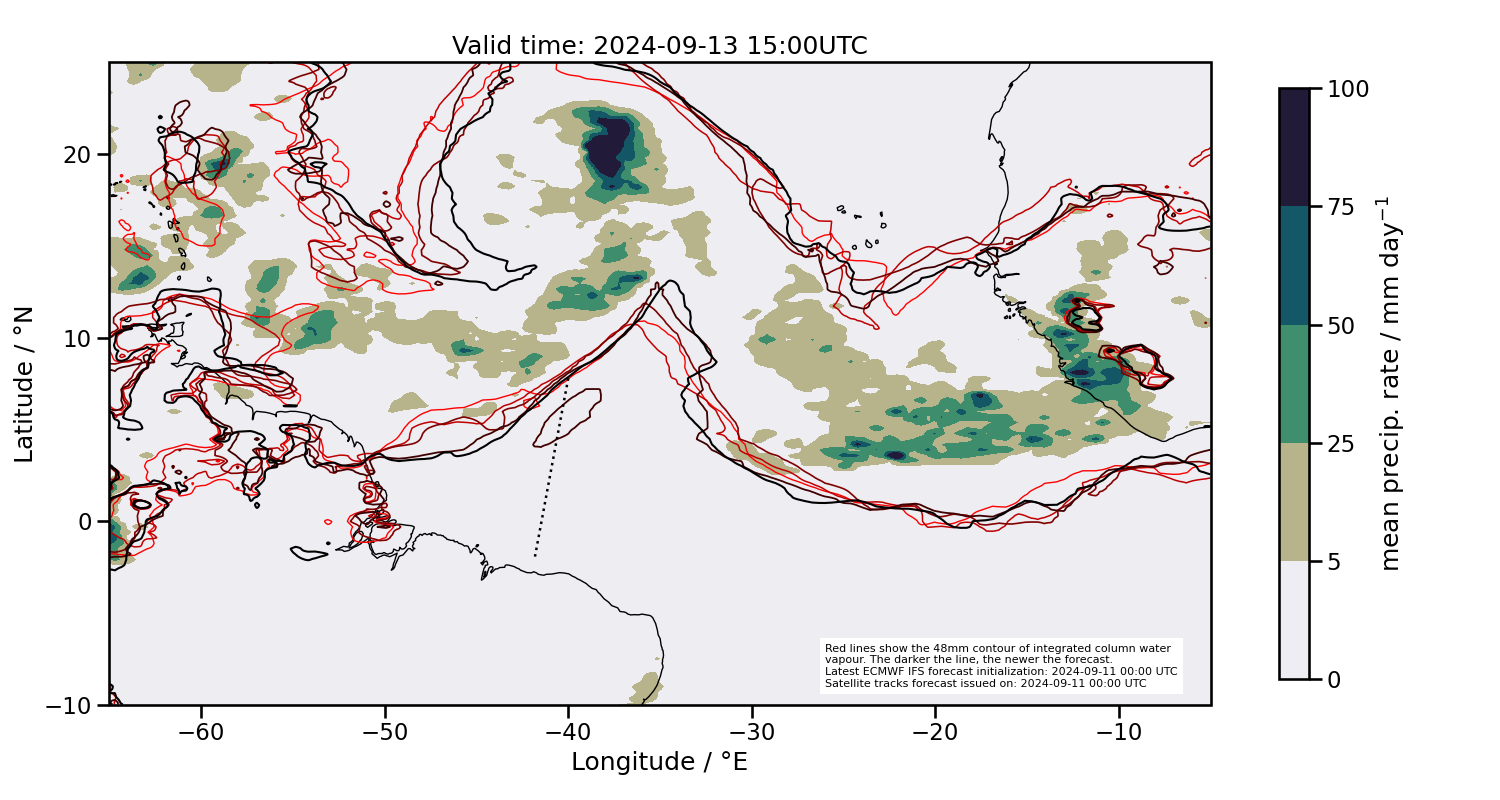 Valid time: 2024-09-13 15:00UTC
20
10
0
−10
Latitude / °N
−60
−50
−40
−30
−20
−10
Longitude / °E
Red lines show the 48mm contour of integrated column water
vapour. The darker the line, the newer the forecast.
Latest ECMWF IFS forecast initialization: 2024-09-11 00:00 UTC
Satellite tracks forecast issued on: 2024-09-11 00:00 UTC
100
75
50
25
5
0
mean precip. rate / mm day⁻¹